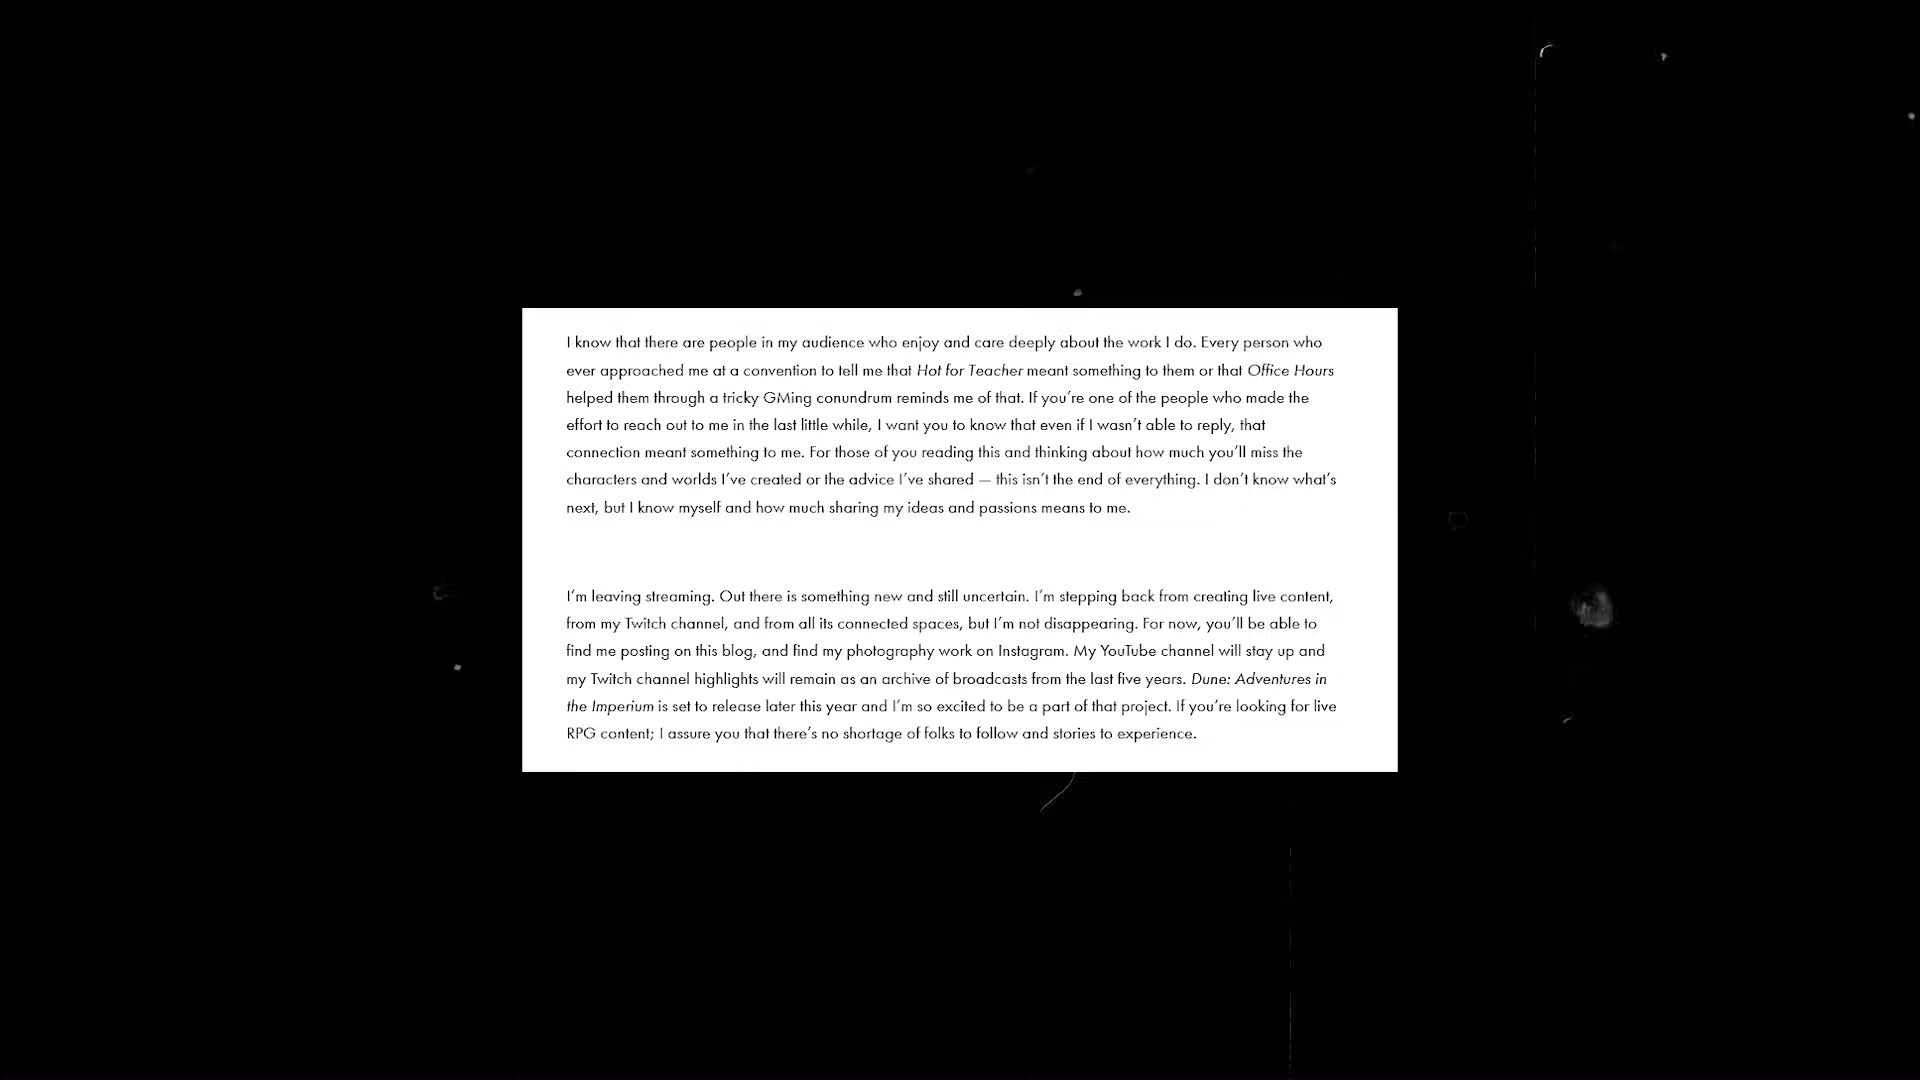 I know that there are people in my audience who enjoy and care deeply about the work I do. Every person who
ever approached me at a convention to tell me that Hot for Teacher meant something to them or that Office Hours
helped them through a tricky GMing conundrum reminds me of that. If you’re one of the people who made the
effort to reach out to me in the last little while, I want you to know that even if I wasn’t able to reply, that
connection meant something to me. For those of you reading this and thinking about how much you’ll miss the
characters and worlds I’ve created or the advice I’ve shared — this isn’t the end of everything. I don’t know what’s
next, but I know myself and how much sharing my ideas and passions means to me.
I’m leaving streaming. Out there is something new and still uncertain. I’m stepping back from creating live content,
from my Twitch channel, and from all its connected spaces, but I’m not disappearing. For now, you’ll be able to
find me posting on this blog, and find my photography work on Instagram. My YouTube channel will stay up and
my Twitch channel highlights will remain as an archive of broadcasts from the last five years. Dune: Adventures in
the Imperium is set to release later this year and I’m so excited to be a part of that project. If you’re looking for live
RPG content; I assure you that there’s no shortage of folks to follow and stories to experience.